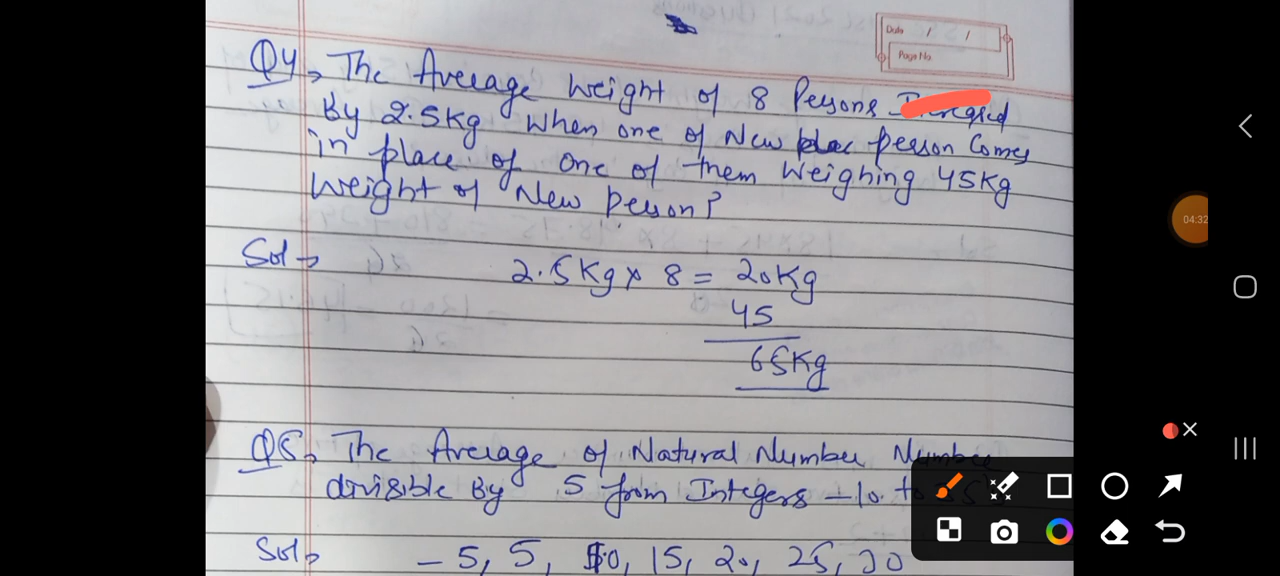 Date / /
Page No.
Q4, The Average Weight of 8 Persons
By 2.5Kg When one of New person Comes
in place of one of them Weighing 45Kg
Weight of New person?
04:32
Sol→ 2.5Kg × 8 = 20Kg
45
65Kg
Q5, The Average of Natural Number Number
divisible By 5 from Integers -10 to
Sol→ -5, 5, 10, 15, 20, 25, 30